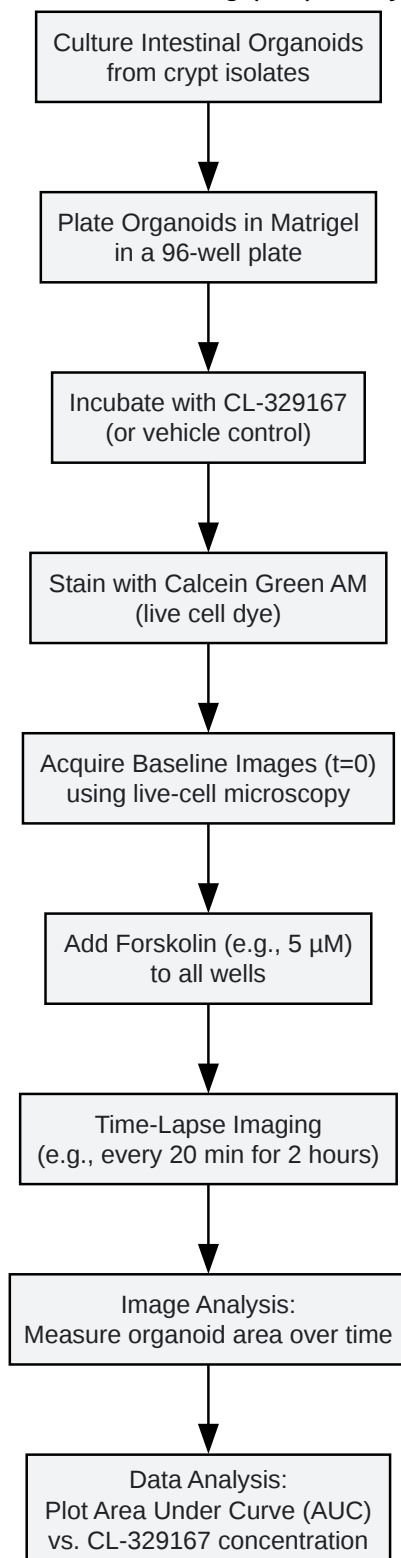 Culture Intestinal Organoids
from crypt isolates
Plate Organoids in Matrigel
in a 96-well plate
Incubate with CL-329167
(or vehicle control)
Stain with Calcein Green AM
(live cell dye)
Acquire Baseline Images (t=0)
using live-cell microscopy
Add Forskolin (e.g., 5 µM)
to all wells
Time-Lapse Imaging
(e.g., every 20 min for 2 hours)
Image Analysis:
Measure organoid area over time
Data Analysis:
Plot Area Under Curve (AUC)
vs. CL-329167 concentration